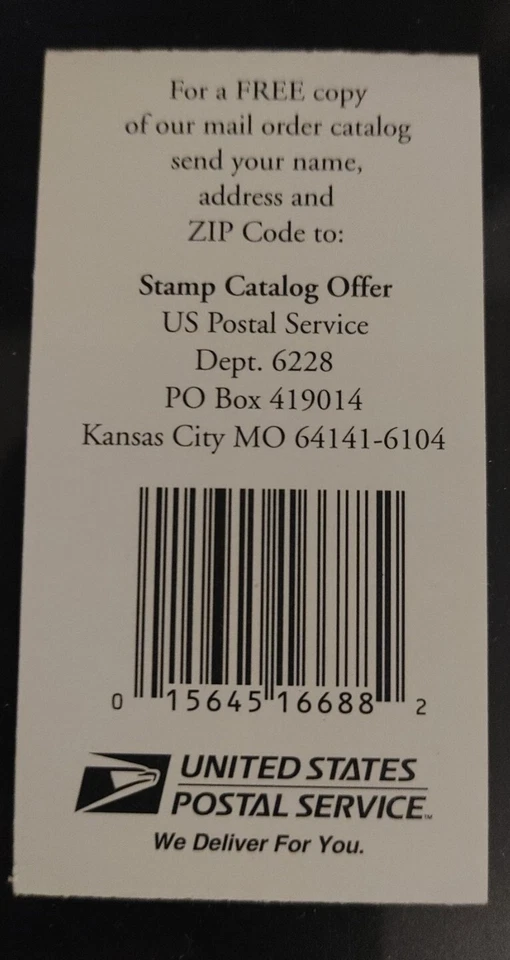 For a FREE copy
of our mail order catalog
send your name,
address and
ZIP Code to:
Stamp Catalog Offer
US Postal Service
Dept. 6228
PO Box 419014
Kansas City MO 64141-6104
0 15645 16688 2
UNITED STATES
POSTAL SERVICE™
We Deliver For You.